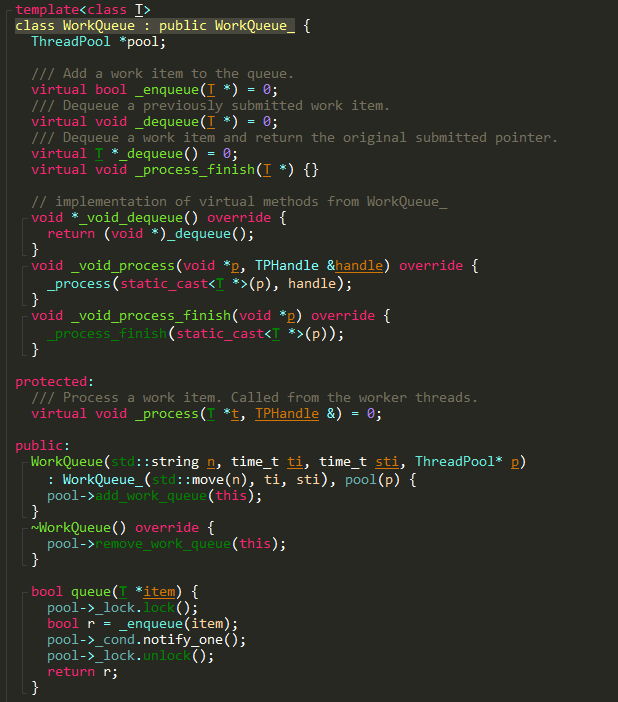 template<class T>
class WorkQueue : public WorkQueue_ {
ThreadPool *pool;
/// Add a work item to the queue.
virtual bool _enqueue(T *) = 0;
/// Dequeue a previously submitted work item.
virtual void _dequeue(T *) = 0;
/// Dequeue a work item and return the original submitted pointer.
virtual T *_dequeue() = 0;
virtual void _process_finish(T *) {}
// implementation of virtual methods from WorkQueue_
void *_void_dequeue() override {
return (void *)_dequeue();
}
void _void_process(void *p, TPHandle &handle) override {
_process(static_cast<T *>(p), handle);
}
void _void_process_finish(void *p) override {
_process_finish(static_cast<T *>(p));
}
protected:
/// Process a work item. Called from the worker threads.
virtual void _process(T *t, TPHandle &) = 0;
public:
WorkQueue(std::string n, time_t ti, time_t sti, ThreadPool* p)
: WorkQueue_(std::move(n), ti, sti), pool(p) {
pool->add_work_queue(this);
}
~WorkQueue() override {
pool->remove_work_queue(this);
}
bool queue(T *item) {
pool->_lock.lock();
bool r = _enqueue(item);
pool->_cond.notify_one();
pool->_lock.unlock();
return r;
}